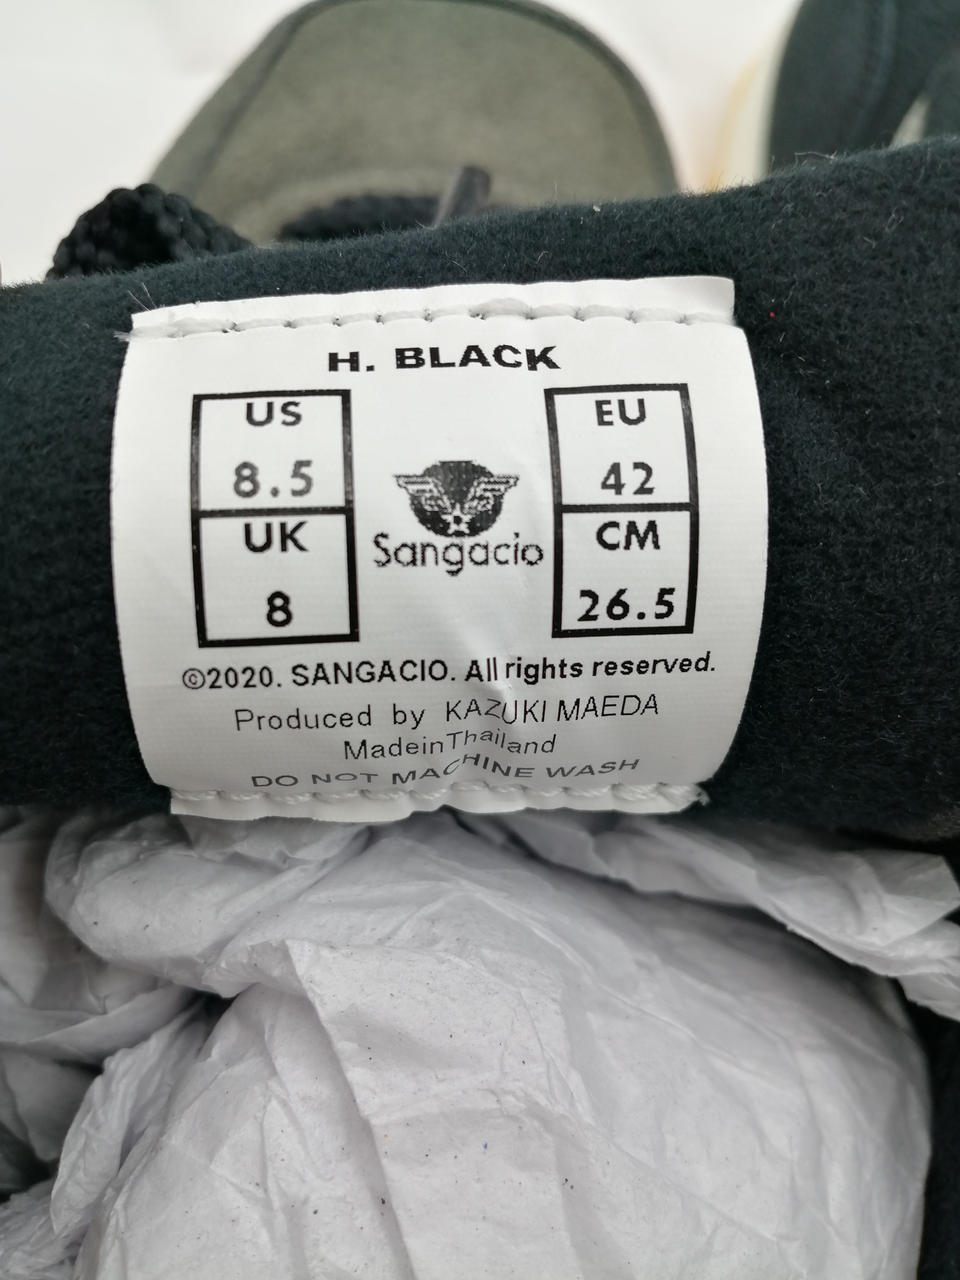 H. BLACK
US
8.5
UK
8
Sangacio
EU
42
CM
26.5
©2020. SANGACIO. All rights reserved.
Produced by KAZUKI MAEDA
MadeinThailand
DO NOT MACHINE WASH